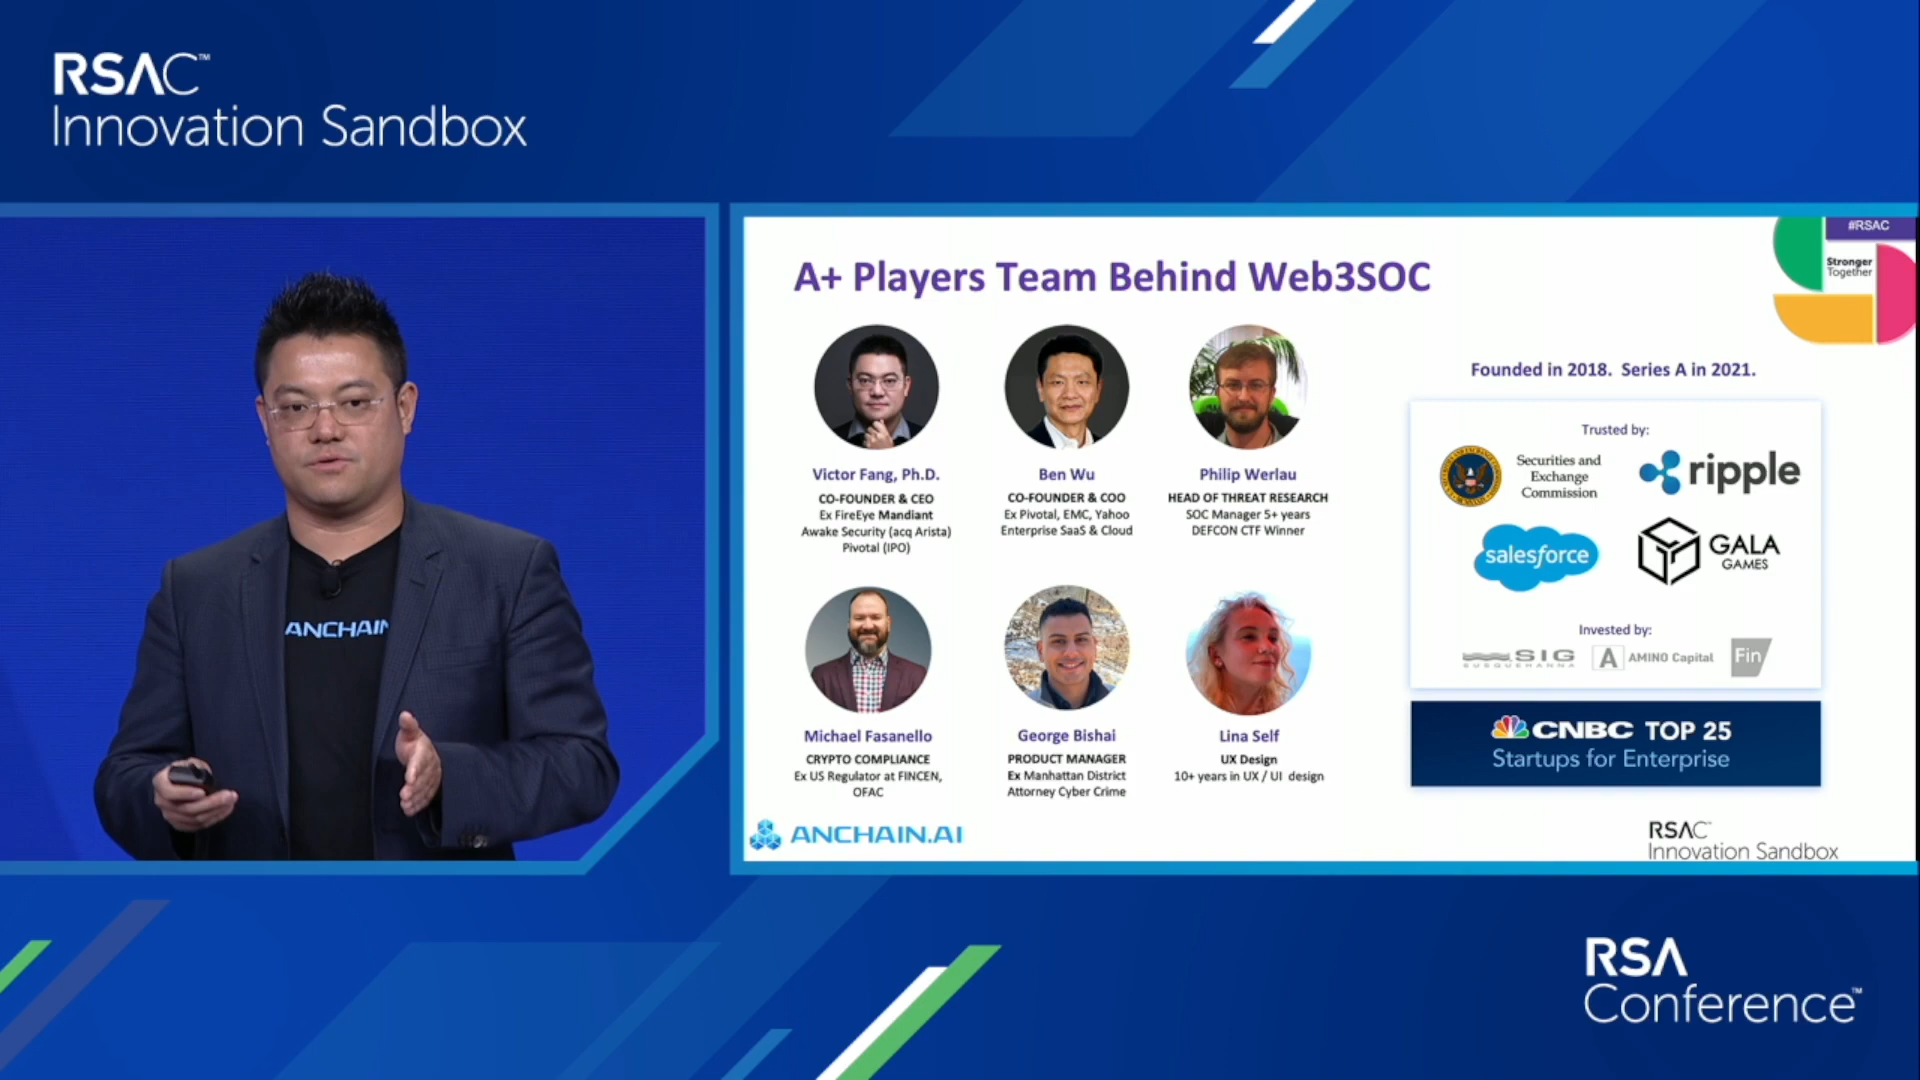 RSAC™
Innovation Sandbox
ANCHAIN
#RSAC
Stronger
Together
A+ Players Team Behind Web3SOC
Victor Fang, Ph.D.
CO-FOUNDER & CEO
Ex FireEye Mandiant
Awake Security (acq Arista)
Pivotal (IPO)
Ben Wu
CO-FOUNDER & COO
Ex Pivotal, EMC, Yahoo
Enterprise SaaS & Cloud
Philip Werlau
HEAD OF THREAT RESEARCH
SOC Manager 5+ years
DEFCON CTF Winner
Michael Fasanello
CRYPTO COMPLIANCE
Ex US Regulator at FINCEN,
OFAC
George Bishai
PRODUCT MANAGER
Ex Manhattan District
Attorney Cyber Crime
Lina Self
UX Design
10+ years in UX / UI design
Founded in 2018. Series A in 2021.
Trusted by:
Securities and
Exchange
Commission
ripple
salesforce
GALA
GAMES
Invested by:
SIG
SUSQUEHANNA
A AMINO Capital
Fin
CNBC TOP 25
Startups for Enterprise
ANCHAIN.AI
RSAC™
Innovation Sandbox
RSA
Conference™